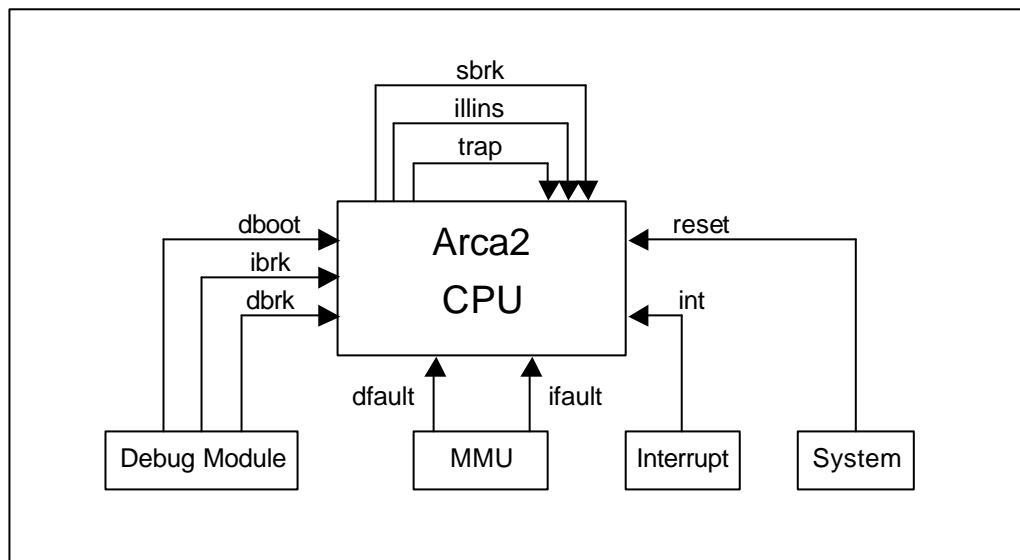 sbrk
illins
trap
dboot
ibrk
dbrk
Arca2
CPU
reset
int
dfault
ifault
Debug Module
MMU
Interrupt
System